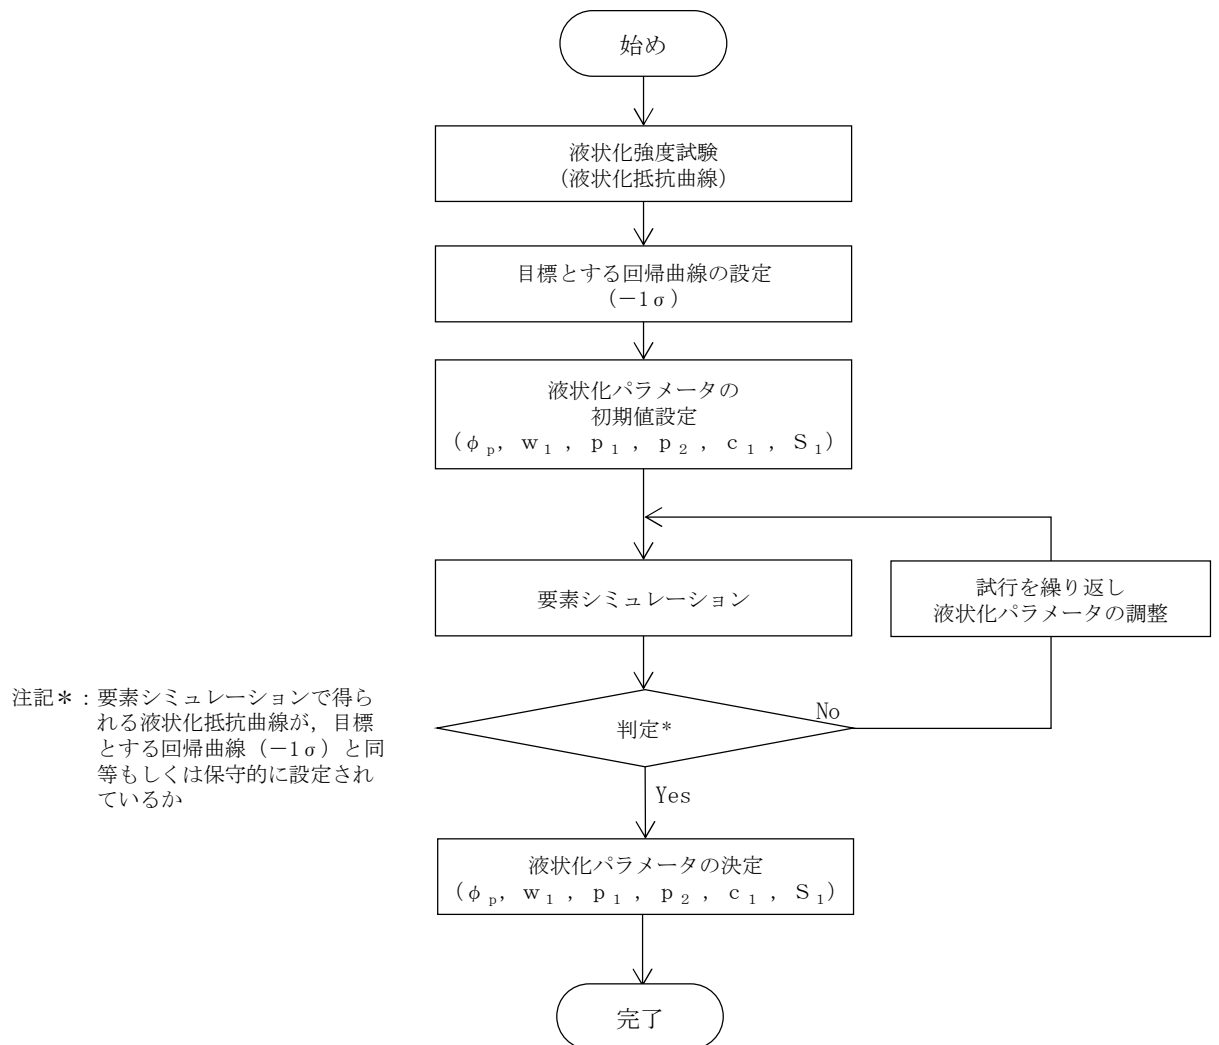 始め
液状化強度試験
(液状化抵抗曲線)
目標とする回帰曲線の設定
(－1σ)
液状化パラメータの
初期値設定
(φp, w1, p1, p2, c1, S1)
要素シミュレーション
試行を繰り返し
液状化パラメータの調整
判定*
No
注記＊：要素シミュレーションで得ら
れる液状化抵抗曲線が，目標
とする回帰曲線（－1σ）と同
等もしくは保守的に設定され
ているか
Yes
液状化パラメータの決定
(φp, w1, p1, p2, c1, S1)
完了